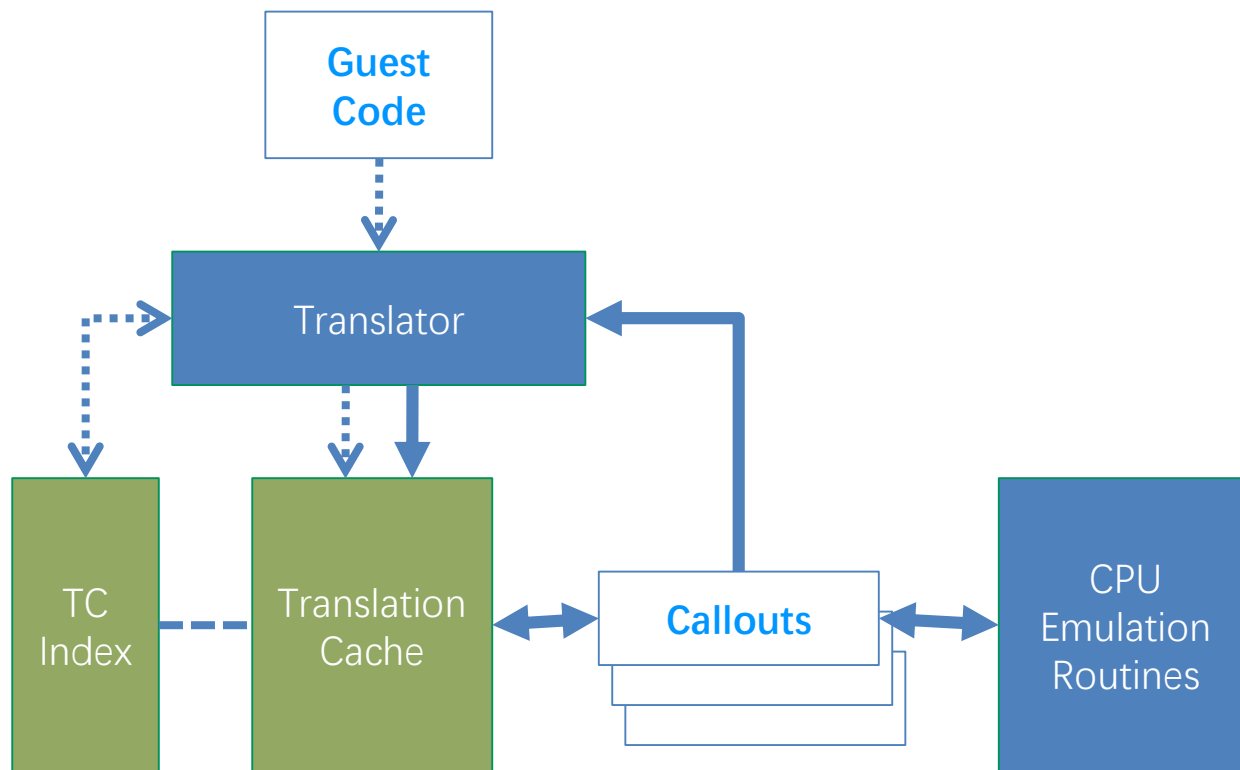 Guest
Code
Translator
TC
Index
Translation
Cache
Callouts
CPU
Emulation
Routines